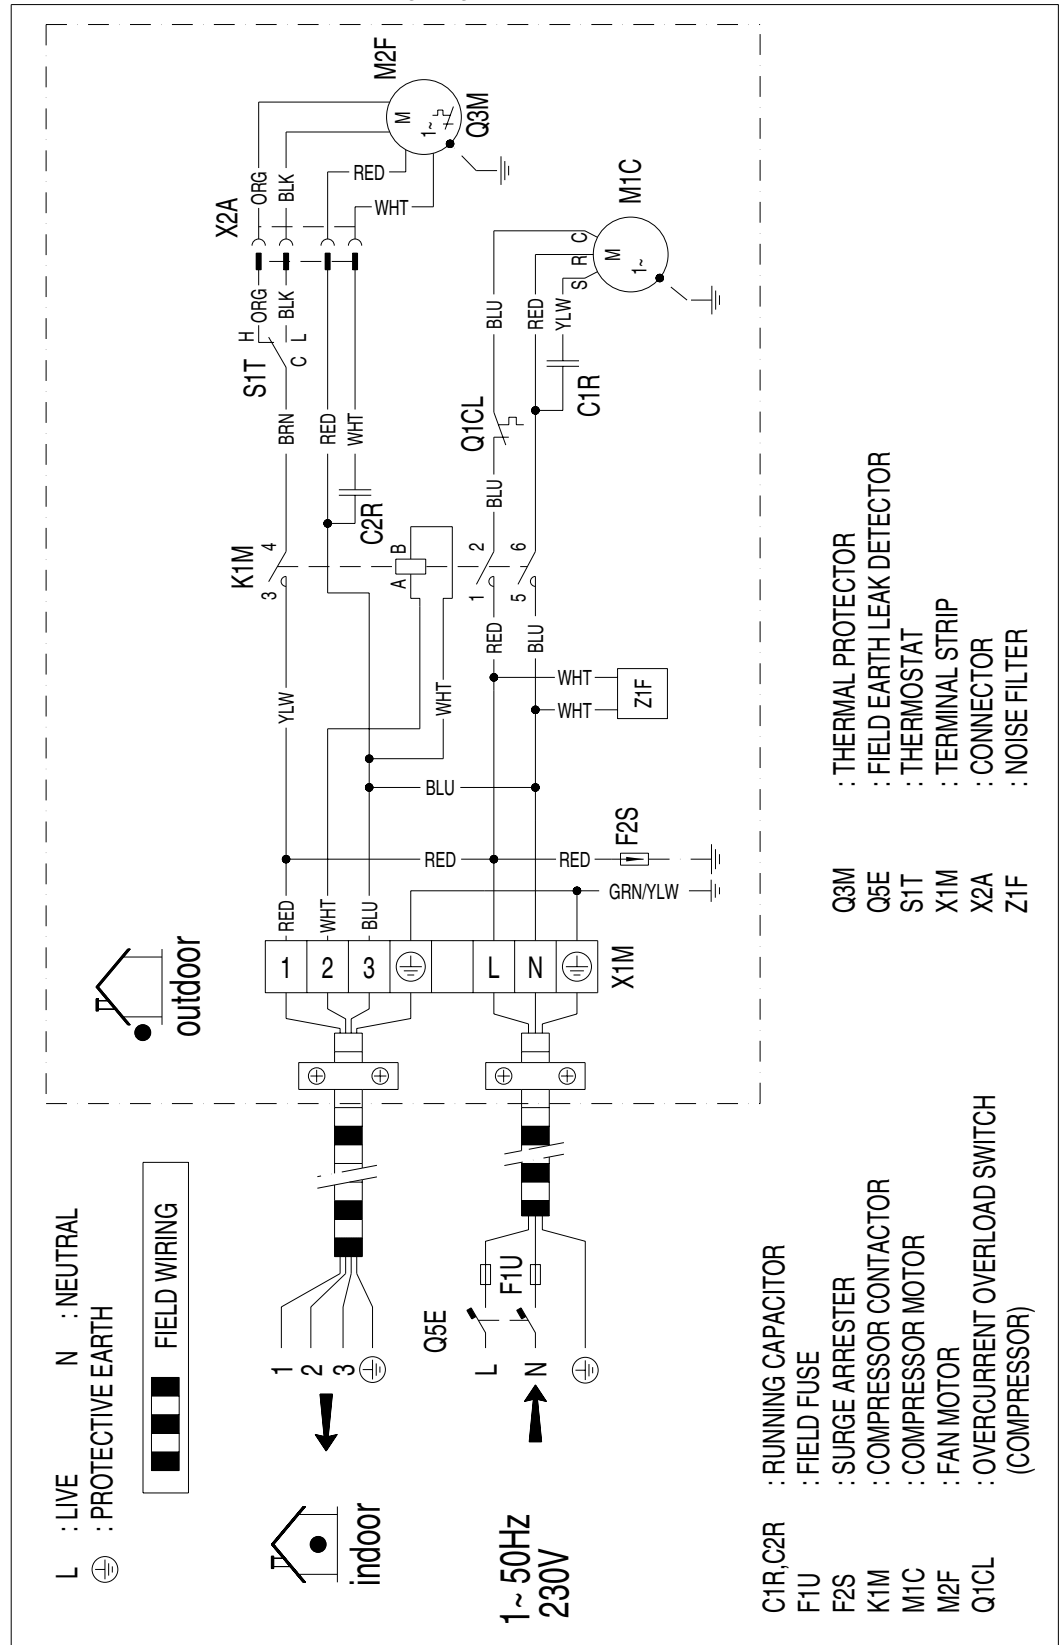 L : LIVE N : NEUTRAL
: PROTECTIVE EARTH
FIELD WIRING
outdoor
indoor
1~ 50Hz
230V
M2F
M
1~
Q3M
ORG
BLK
RED
WHT
X2A
ORG
BLK
H
L
C
S1T
BRN
RED
WHT
C2R
K1M
3
4
A
B
YLW
WHT
M1C
C
R
S
M
1~
BLU
RED
YLW
C1R
Q1CL
BLU
1
2
5
6
RED
BLU
WHT
WHT
Z1F
BLU
RED
RED
F2S
GRN/YLW
RED
WHT
BLU
1
2
3
L
N
X1M
1
2
3
Q5E
F1U
L
N
C1R,C2R : RUNNING CAPACITOR
F1U : FIELD FUSE
F2S : SURGE ARRESTER
K1M : COMPRESSOR CONTACTOR
M1C : COMPRESSOR MOTOR
M2F : FAN MOTOR
Q1CL : OVERCURRENT OVERLOAD SWITCH
(COMPRESSOR)
Q3M : THERMAL PROTECTOR
Q5E : FIELD EARTH LEAK DETECTOR
S1T : THERMOSTAT
X1M : TERMINAL STRIP
X2A : CONNECTOR
Z1F : NOISE FILTER